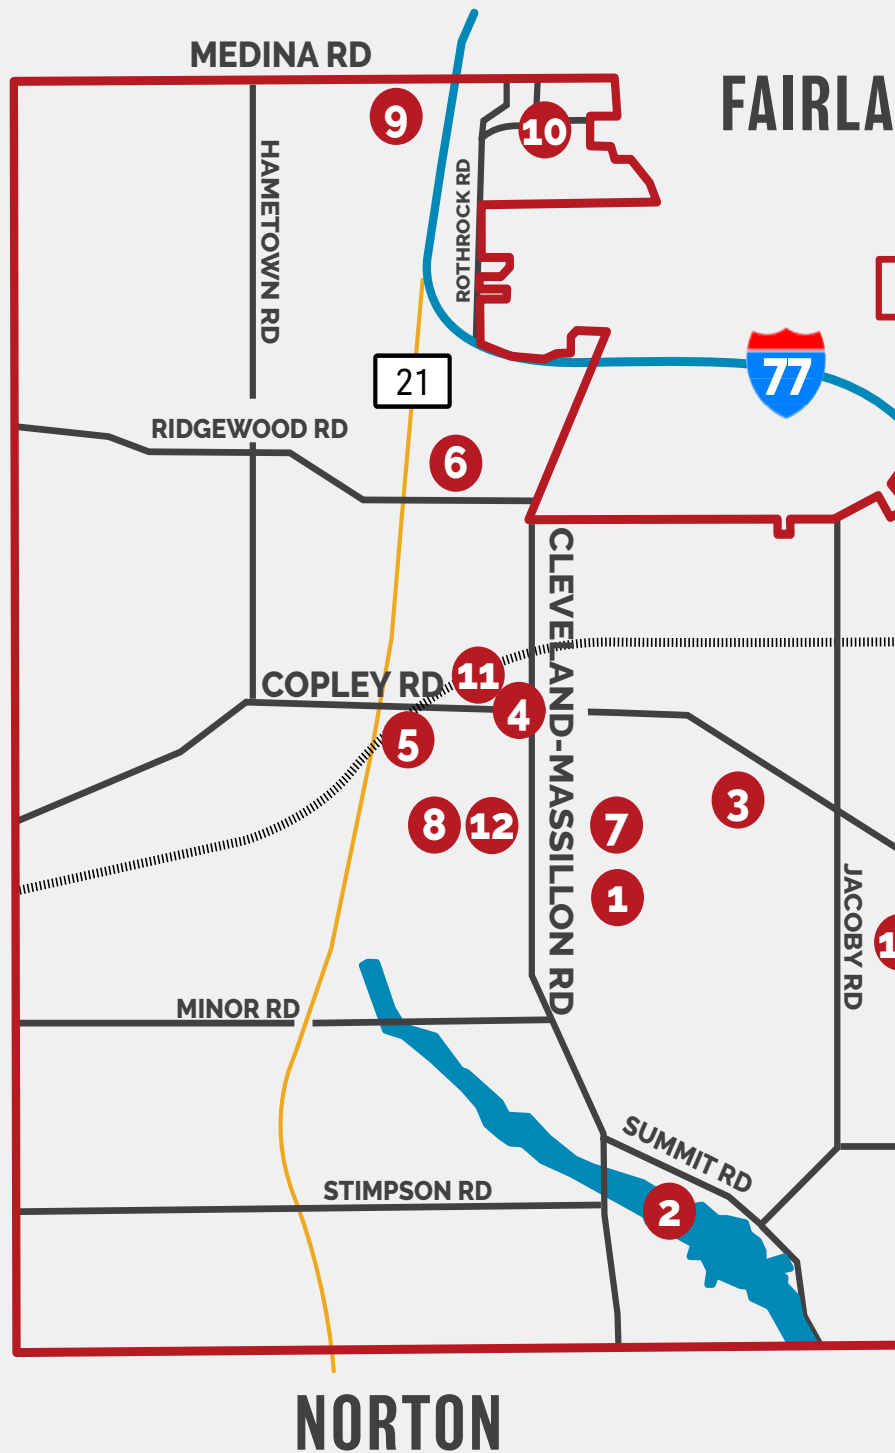 MEDINA RD
FAIRLA
9
10
HAMETOWN RD
ROTHROCK RD
77
21
RIDGEWOOD RD
6
CLEVELAND-MASSILLON RD
11
COPLEY RD
4
5
3
8
12
7
JACOBY RD
1
1
MINOR RD
SUMMIT RD
STIMPSON RD
2
NORTON